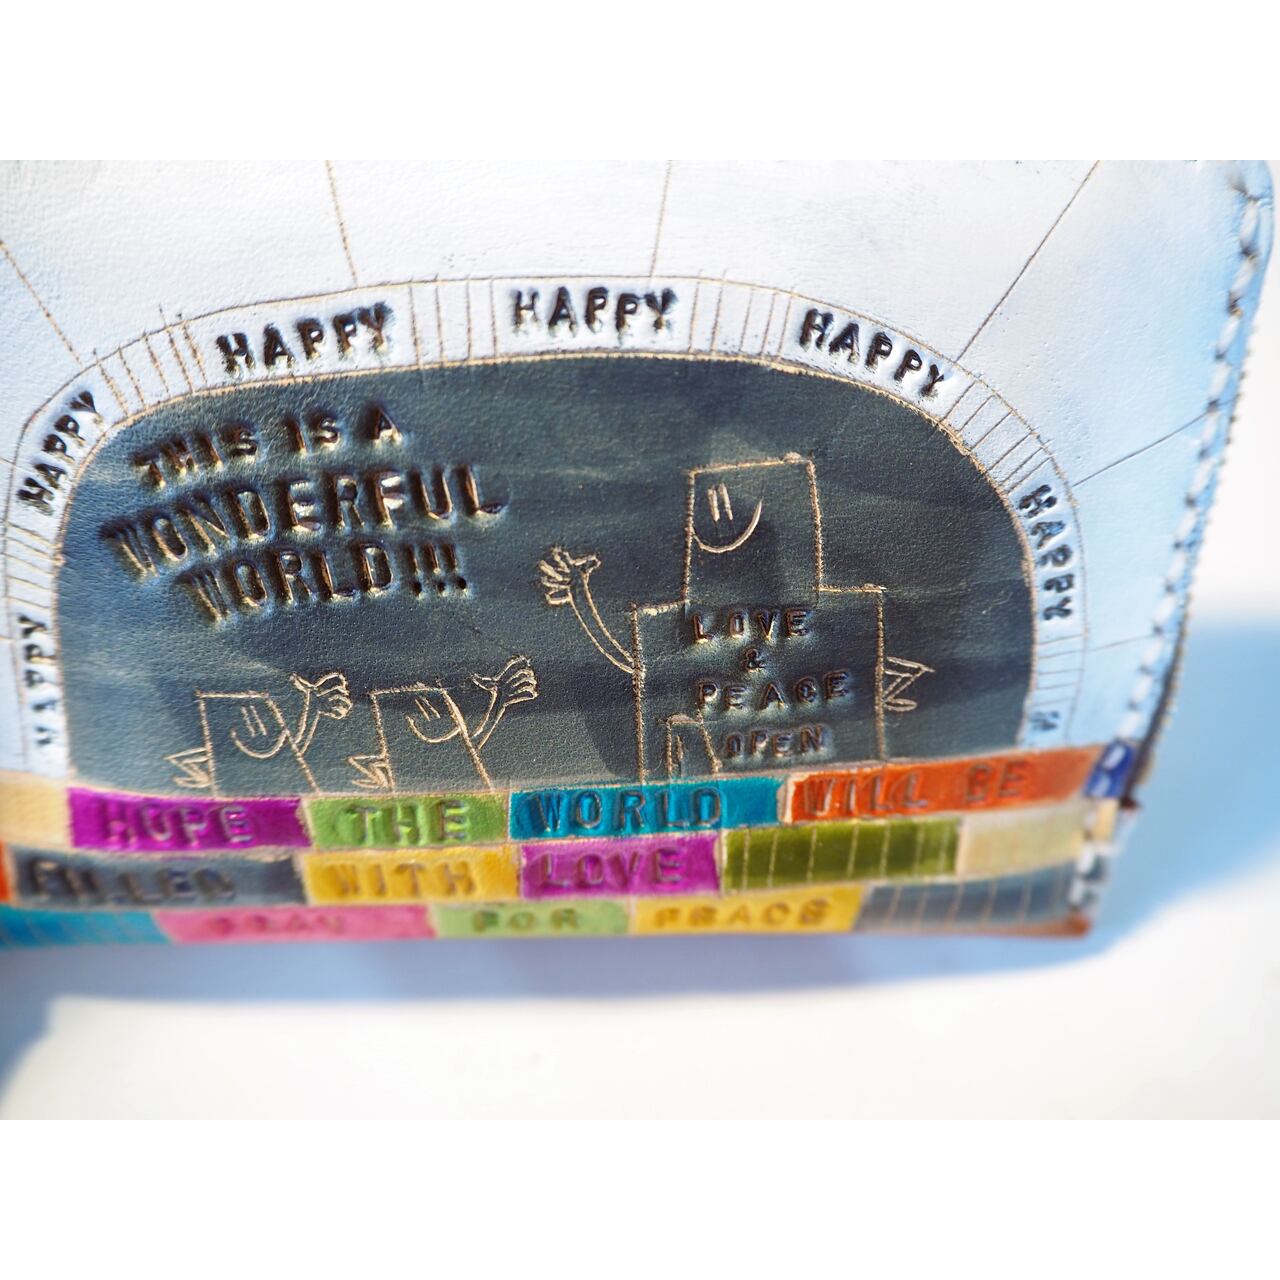 HAPPY
HAPPY
HAPPY
HAPPY
HAPPY
HAPPY
THIS IS A
WONDERFUL
WORLD!!!
LOVE
&
PEACE
OPEN
HOPE THE WORLD WILL BE
FILLED WITH LOVE
PRAY FOR PEACE